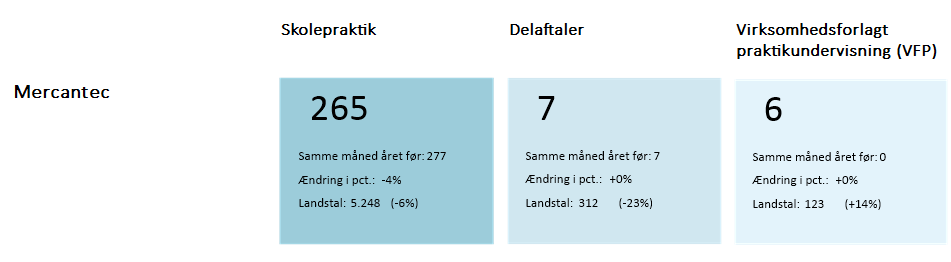 Skolepraktik
Delaftaler
Virksomhedsforlagt
praktikundervisning (VFP)
Mercantec
265
Samme måned året før: 277
Ændring i pct.: -4%
Landstal: 5.248 (-6%)
7
Samme måned året før: 7
Ændring i pct.: +0%
Landstal: 312 (-23%)
6
Samme måned året før: 0
Ændring i pct.: +0%
Landstal: 123 (+14%)